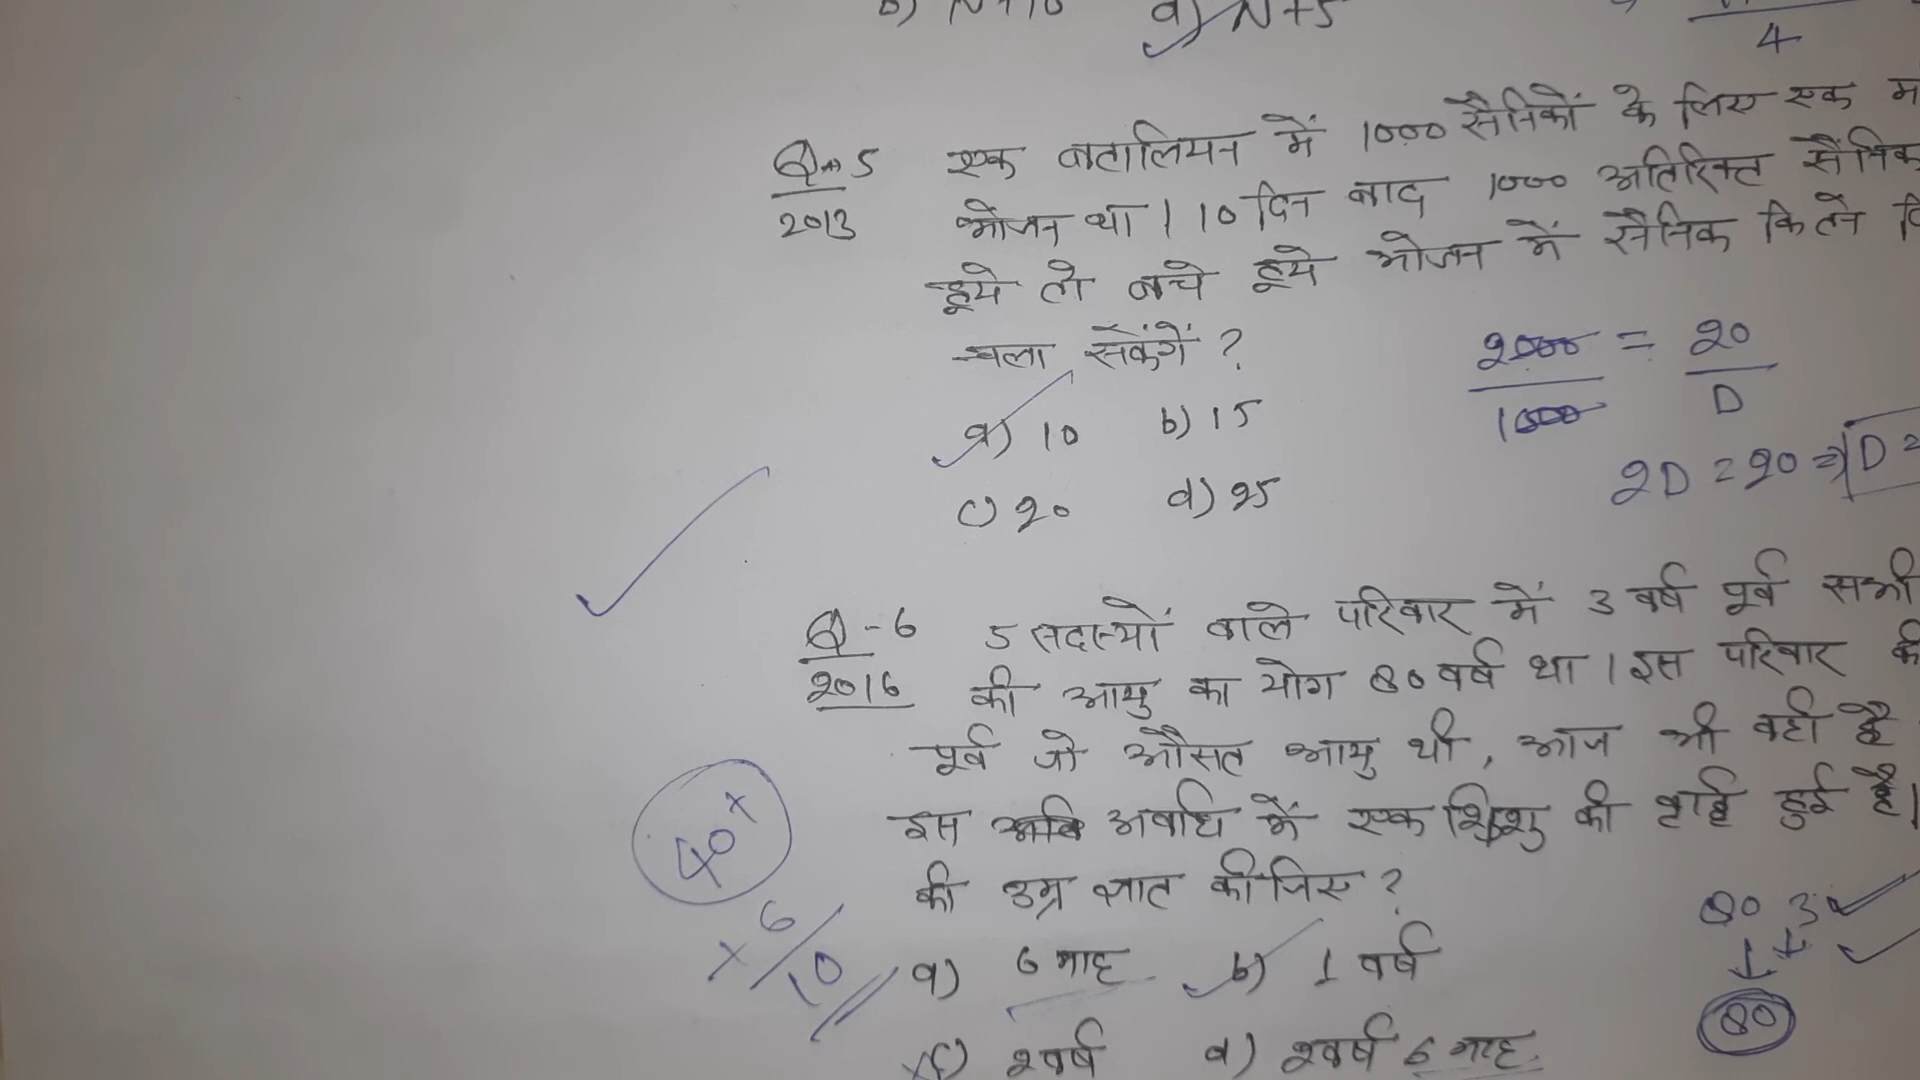 b) N+10 d) N+5
4
Q-5 एक बटालियन में 1000 सैनिकों के लिए एक
2013 भोजन था। 10 दिन बाद 1000 अतिरिक्त सैनिक
हूये तो बचे हूये भोजन में सैनिक कितने
चला सकेंगें?
2000 = 20
1000 D
a) 10 b) 15
2D = 20 ⇒ D =
c) 20 d) 25
Q-6 5 सदस्यों वाले परिवार में 3 वर्ष पूर्व सभी
2016 की आयु का योग 80 वर्ष था। इस परिवार की
पूर्व जो औसत आयु थी, आज भी वही है
इस अवधि में एक शिशु की वृद्धि हुई है।
की उम्र ज्ञात कीजिए?
40+
×6/10
80 3
80
a) 6 माह b) 1 वर्ष
c) 2 वर्ष d) 2 वर्ष 6 माह